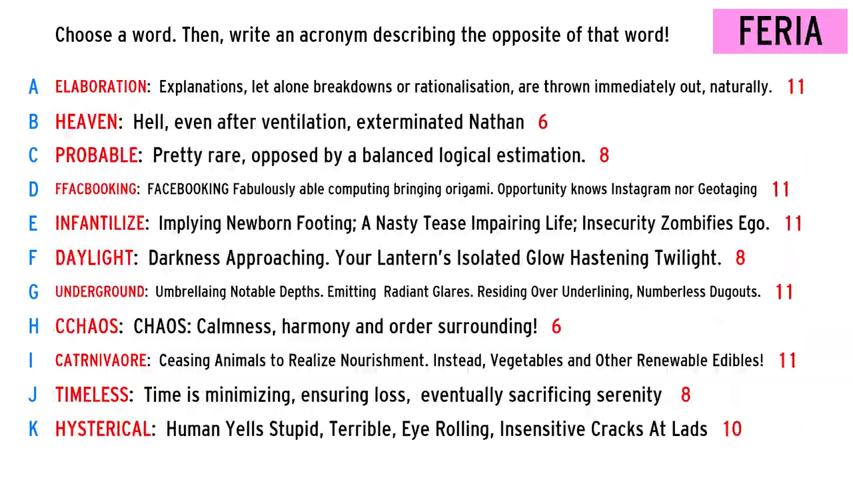 Choose a word. Then, write an acronym describing the opposite of that word!
FERIA
A ELABORATION: Explanations, let alone breakdowns or rationalisation, are thrown immediately out, naturally. 11
B HEAVEN: Hell, even after ventilation, exterminated Nathan 6
C PROBABLE: Pretty rare, opposed by a balanced logical estimation. 8
D FFACBOOKING: FACEBOOKING Fabulously able computing bringing origami. Opportunity knows Instagram nor Geotaging 11
E INFANTILIZE: Implying Newborn Footing; A Nasty Tease Impairing Life; Insecurity Zombifies Ego. 11
F DAYLIGHT: Darkness Approaching. Your Lantern's Isolated Glow Hastening Twilight. 8
G UNDERGROUND: Umbrellaing Notable Depths. Emitting Radiant Glares. Residing Over Underlining, Numberless Dugouts. 11
H CCHAOS: CHAOS: Calmness, harmony and order surrounding! 6
I CATRNIVAORE: Ceasing Animals to Realize Nourishment. Instead, Vegetables and Other Renewable Edibles! 11
J TIMELESS: Time is minimizing, ensuring loss, eventually sacrificing serenity 8
K HYSTERICAL: Human Yells Stupid, Terrible, Eye Rolling, Insensitive Cracks At Lads 10